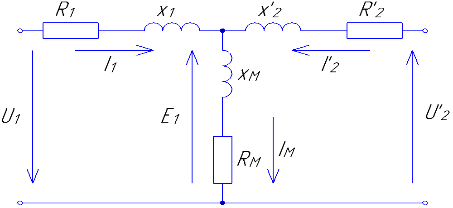 R1 x1 x'2 R'2
I1 I'2
xM
U1 E1 U'2
RM IM